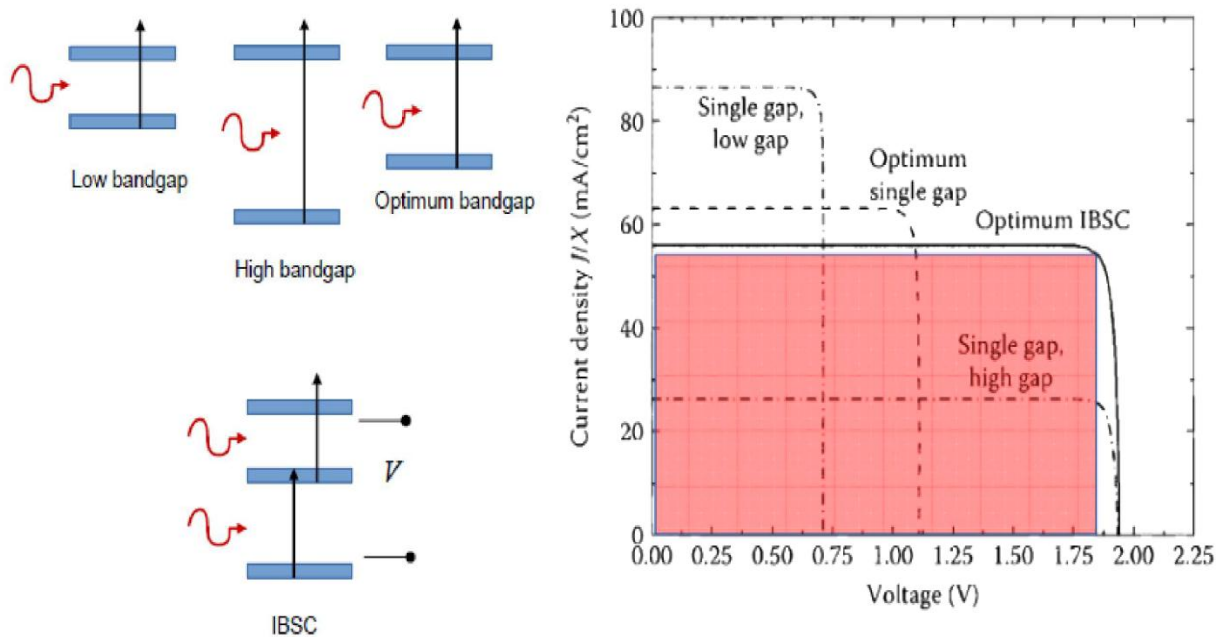 Low bandgap
High bandgap
Optimum bandgap
V
IBSC
Current density J/X (mA/cm²)
100
80
60
40
20
0
Single gap,
low gap
Optimum
single gap
Optimum IBSC
Single gap,
high gap
0.00 0.25 0.50 0.75 1.00 1.25 1.50 1.75 2.00 2.25
Voltage (V)